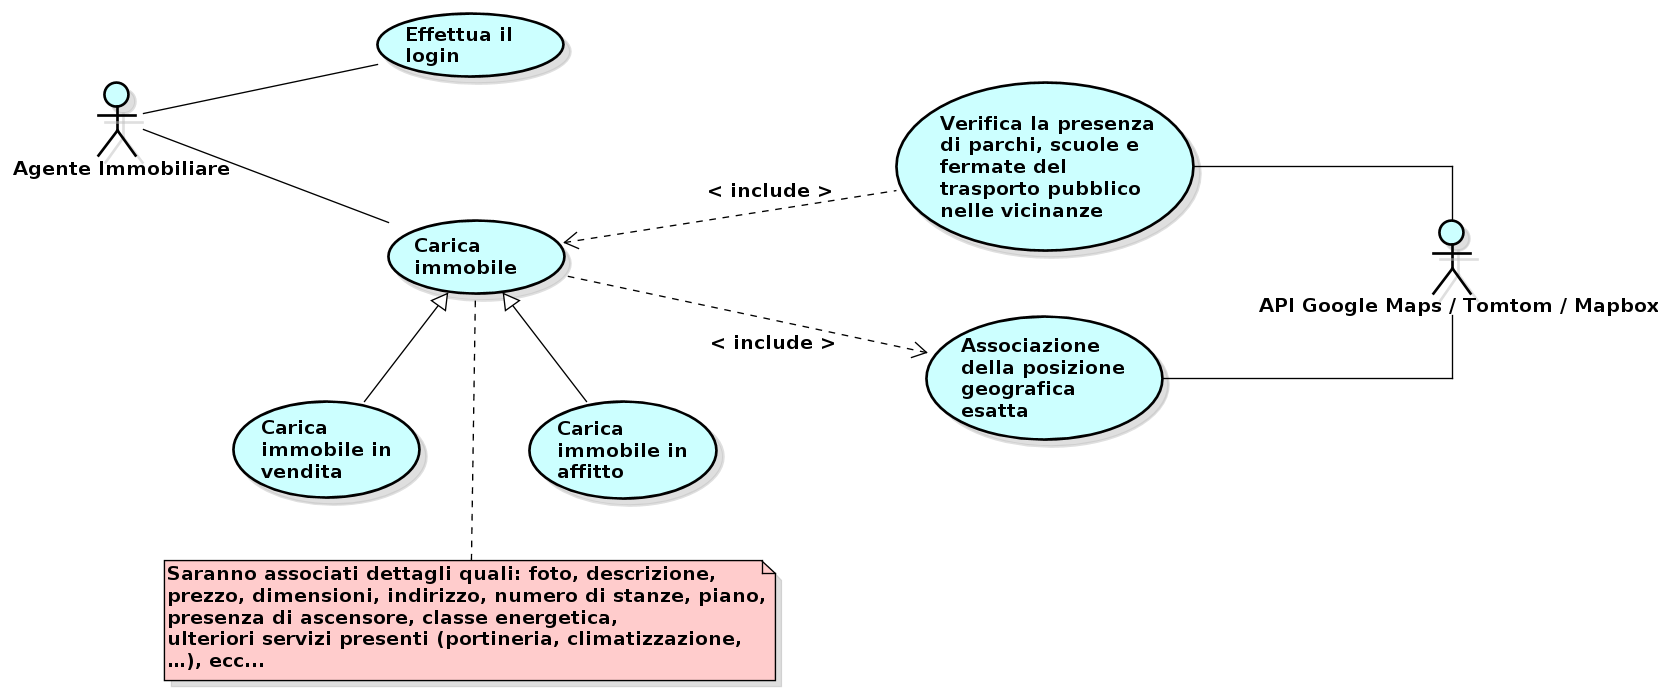 Effettua il
login
Agente Immobiliare
Verifica la presenza
di parchi, scuole e
fermate del
trasporto pubblico
nelle vicinanze
< include >
Carica
immobile
API Google Maps / Tomtom / Mapbox
< include >
Associazione
della posizione
geografica
esatta
Carica
immobile in
vendita
Carica
immobile in
affitto
Saranno associati dettagli quali: foto, descrizione,
prezzo, dimensioni, indirizzo, numero di stanze, piano,
presenza di ascensore, classe energetica,
ulteriori servizi presenti (portineria, climatizzazione,
...), ecc...